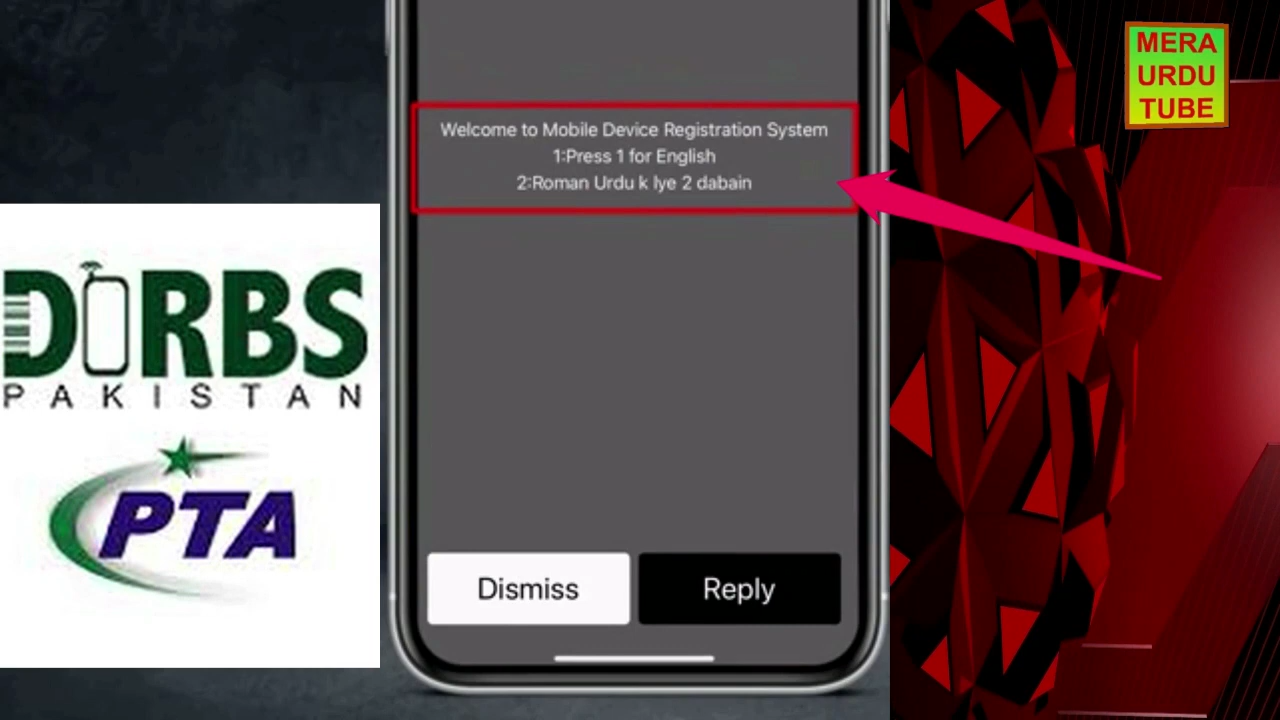 MERA
URDU
TUBE
Welcome to Mobile Device Registration System
1:Press 1 for English
2:Roman Urdu k lye 2 dabain
DIRBS
PAKISTAN
PTA
Dismiss
Reply